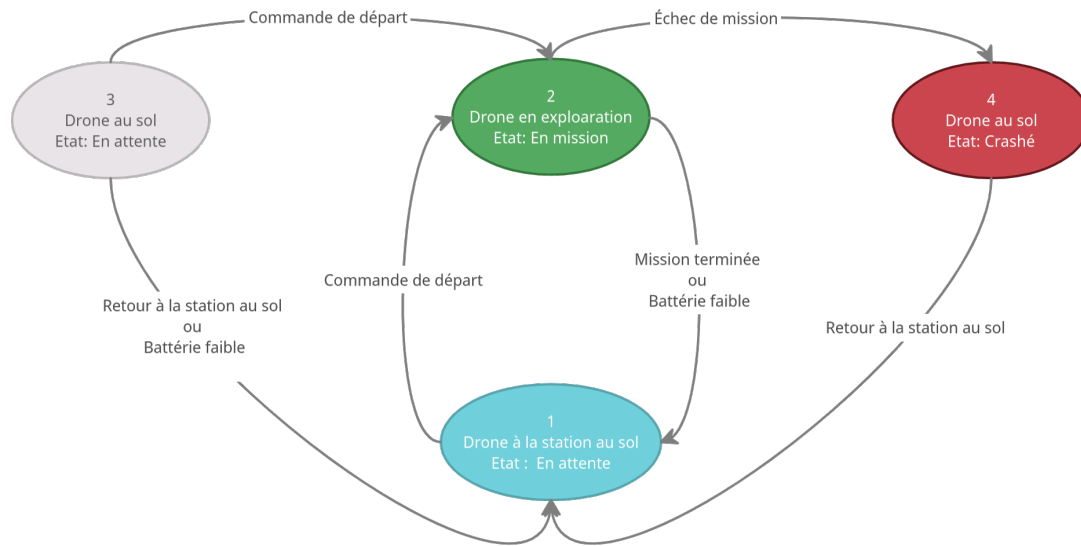 Commande de départ
Échec de mission
3
Drone au sol
Etat: En attente
2
Drone en exploaration
Etat: En mission
4
Drone au sol
Etat: Crashé
Commande de départ
Mission terminée
ou
Battérie faible
Retour à la station au sol
ou
Battérie faible
Retour à la station au sol
1
Drone à la station au sol
Etat : En attente